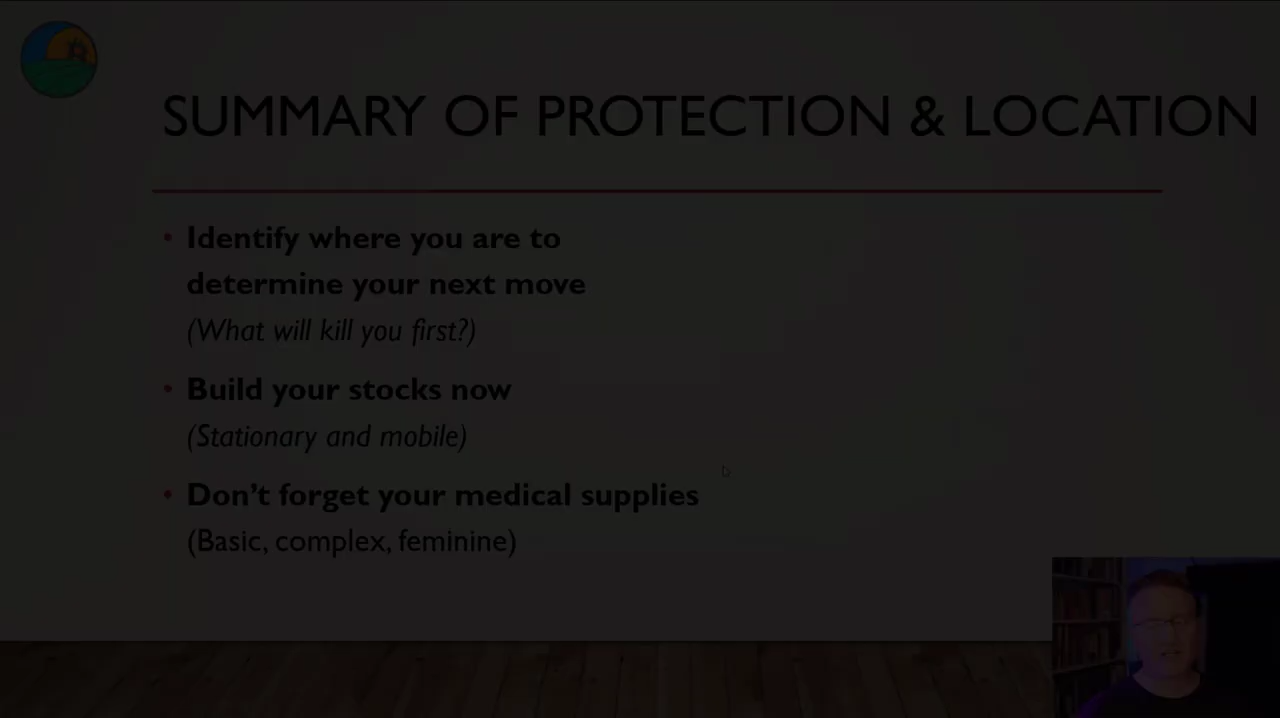 SUMMARY OF PROTECTION & LOCATION
• Identify where you are to
determine your next move
(What will kill you first?)
• Build your stocks now
(Stationary and mobile)
• Don't forget your medical supplies
(Basic, complex, feminine)